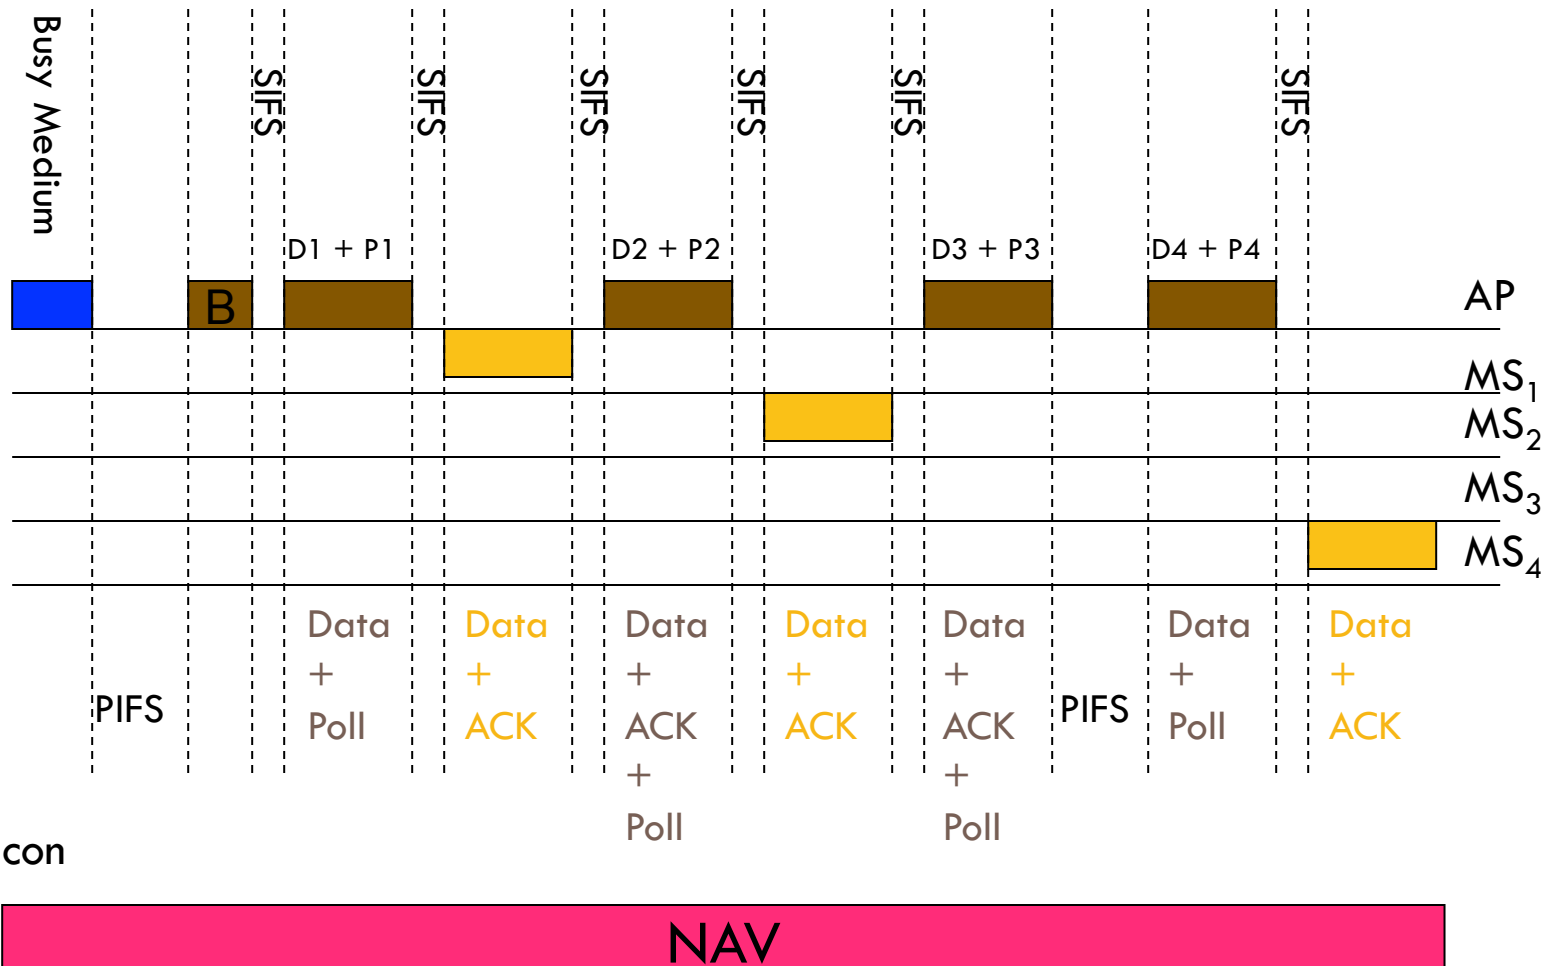 Busy Medium
SIFS
SIFS
SIFS
SIFS
SIFS
SIFS
D1 + P1
D2 + P2
D3 + P3
D4 + P4
B
AP
MS1
MS2
MS3
MS4
PIFS
Data
+
Poll
Data
+
ACK
Data
+
ACK
+
Poll
Data
+
ACK
Data
+
ACK
+
Poll
PIFS
Data
+
Poll
Data
+
ACK
con
NAV